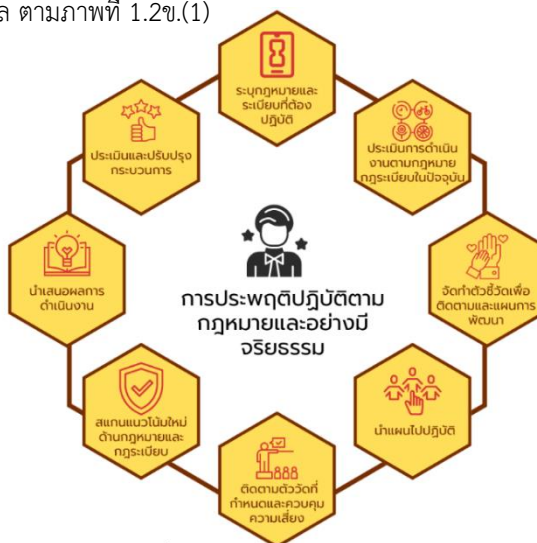 ล ตามภาพที่ 1.2ข.(1)
ระบุกฎหมายและ
ระเบียบที่ต้อง
ปฏิบัติ
ประเมินการดำเนิน
งานตามกฎหมาย
กฎระเบียบในปัจจุบัน
จัดทำตัวชี้วัดเพื่อ
ติดตามและแผนการ
พัฒนา
นำแผนไปปฏิบัติ
ติดตามตัววัดที่
กำหนดและควบคุม
ความเสี่ยง
สแกนแนวโน้มใหม่
ด้านกฎหมายและ
กฎระเบียบ
นำเสนอผลการ
ดำเนินงาน
ประเมินและปรับปรุง
กระบวนการ
การประพฤติปฏิบัติตาม
กฎหมายและอย่างมี
จริยธรรม